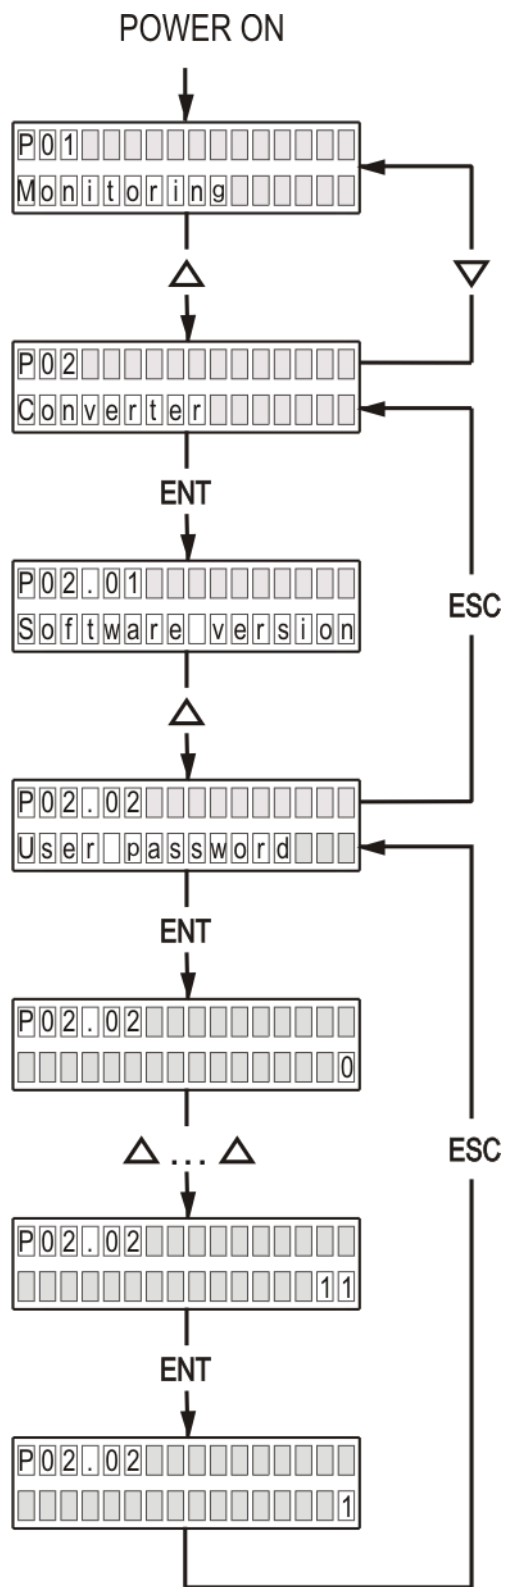 POWER ON
P01
Monitoring
P02
Converter
ENT
P02.01
Software version
ESC
P02.02
User password
ENT
P02.02
0
...
ESC
P02.02
11
ENT
P02.02
1